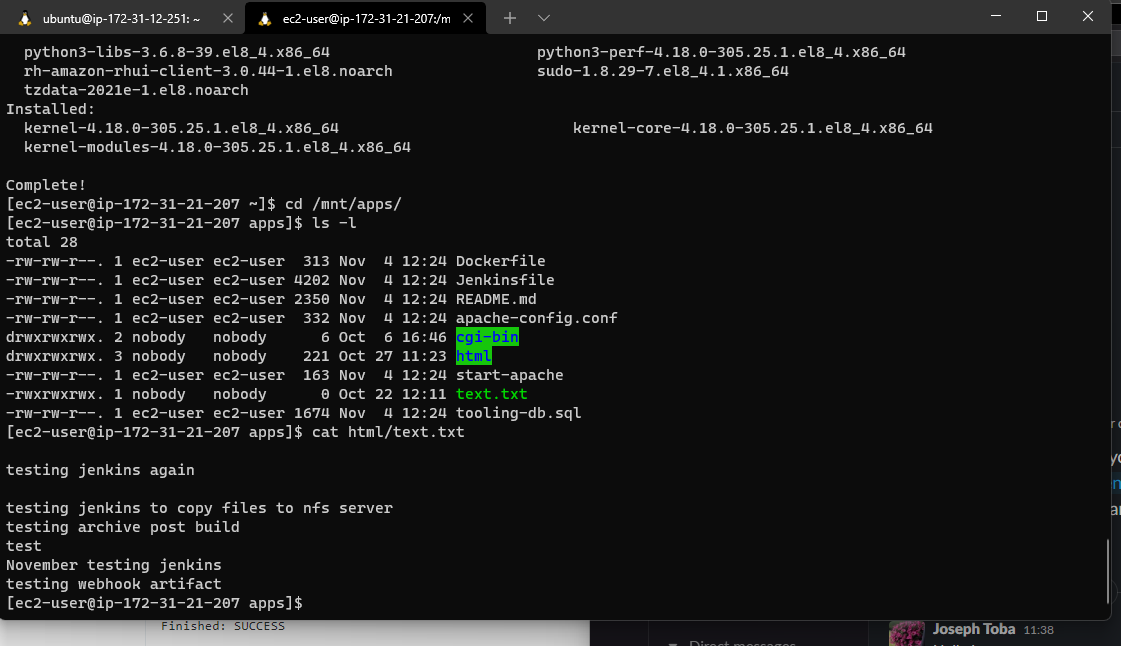 ubuntu@ip-172-31-12-251: ~
ec2-user@ip-172-31-21-207:/m
python3-libs-3.6.8-39.el8_4.x86_64 python3-perf-4.18.0-305.25.1.el8_4.x86_64
rh-amazon-rhui-client-3.0.44-1.el8.noarch sudo-1.8.29-7.el8_4.1.x86_64
tzdata-2021e-1.el8.noarch
Installed:
kernel-4.18.0-305.25.1.el8_4.x86_64 kernel-core-4.18.0-305.25.1.el8_4.x86_64
kernel-modules-4.18.0-305.25.1.el8_4.x86_64
Complete!
[ec2-user@ip-172-31-21-207 ~]$ cd /mnt/apps/
[ec2-user@ip-172-31-21-207 apps]$ ls -l
total 28
-rw-rw-r--. 1 ec2-user ec2-user 313 Nov 4 12:24 Dockerfile
-rw-rw-r--. 1 ec2-user ec2-user 4202 Nov 4 12:24 Jenkinsfile
-rw-rw-r--. 1 ec2-user ec2-user 2350 Nov 4 12:24 README.md
-rw-rw-r--. 1 ec2-user ec2-user 332 Nov 4 12:24 apache-config.conf
drwxrwxrwx. 2 nobody nobody 6 Oct 6 16:46 cgi-bin
drwxrwxrwx. 3 nobody nobody 221 Oct 27 11:23 html
-rw-rw-r--. 1 ec2-user ec2-user 163 Nov 4 12:24 start-apache
-rwxrwxrwx. 1 nobody nobody 0 Oct 22 12:11 text.txt
-rw-rw-r--. 1 ec2-user ec2-user 1674 Nov 4 12:24 tooling-db.sql
[ec2-user@ip-172-31-21-207 apps]$ cat html/text.txt
testing jenkins again
testing jenkins to copy files to nfs server
testing archive post build
test
November testing jenkins
testing webhook artifact
[ec2-user@ip-172-31-21-207 apps]$
Finished: SUCCESS
Joseph Toba 11:38
Direct messages